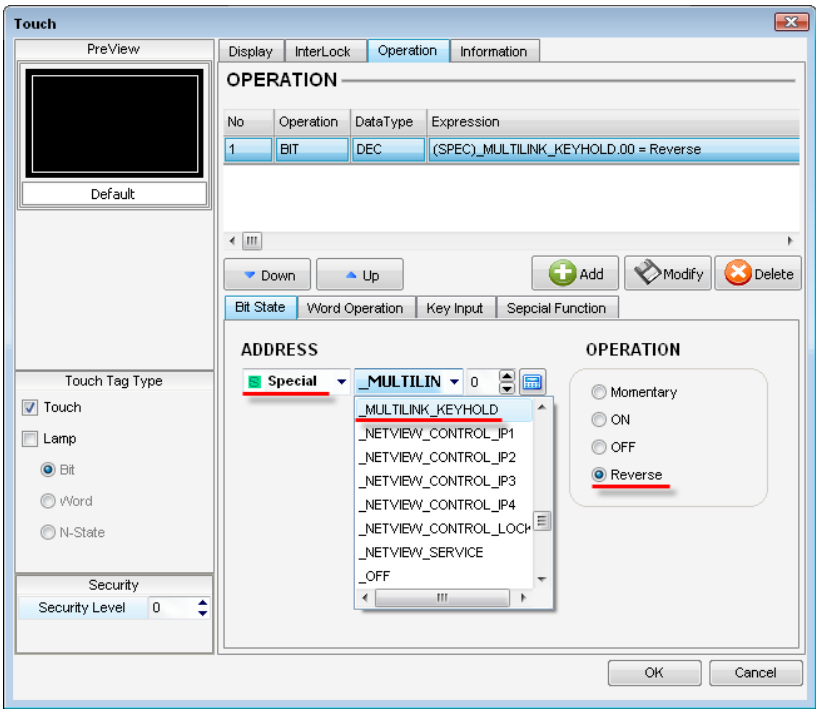 Touch
PreView
Default
Touch Tag Type
Touch
Lamp
Bit
Word
N-State
Security
Security Level 0
Display InterLock Operation Information
OPERATION
No Operation DataType Expression
1 BIT DEC (SPEC)_MULTILINK_KEYHOLD.00 = Reverse
Down Up Add Modify Delete
Bit State Word Operation Key Input Sepcial Function
ADDRESS
S Special _MULTILIN 0
_MULTILINK_KEYHOLD
_NETVIEW_CONTROL_IP1
_NETVIEW_CONTROL_IP2
_NETVIEW_CONTROL_IP3
_NETVIEW_CONTROL_IP4
_NETVIEW_CONTROL_LOCK
_NETVIEW_SERVICE
_OFF
OPERATION
Momentary
ON
OFF
Reverse
OK Cancel